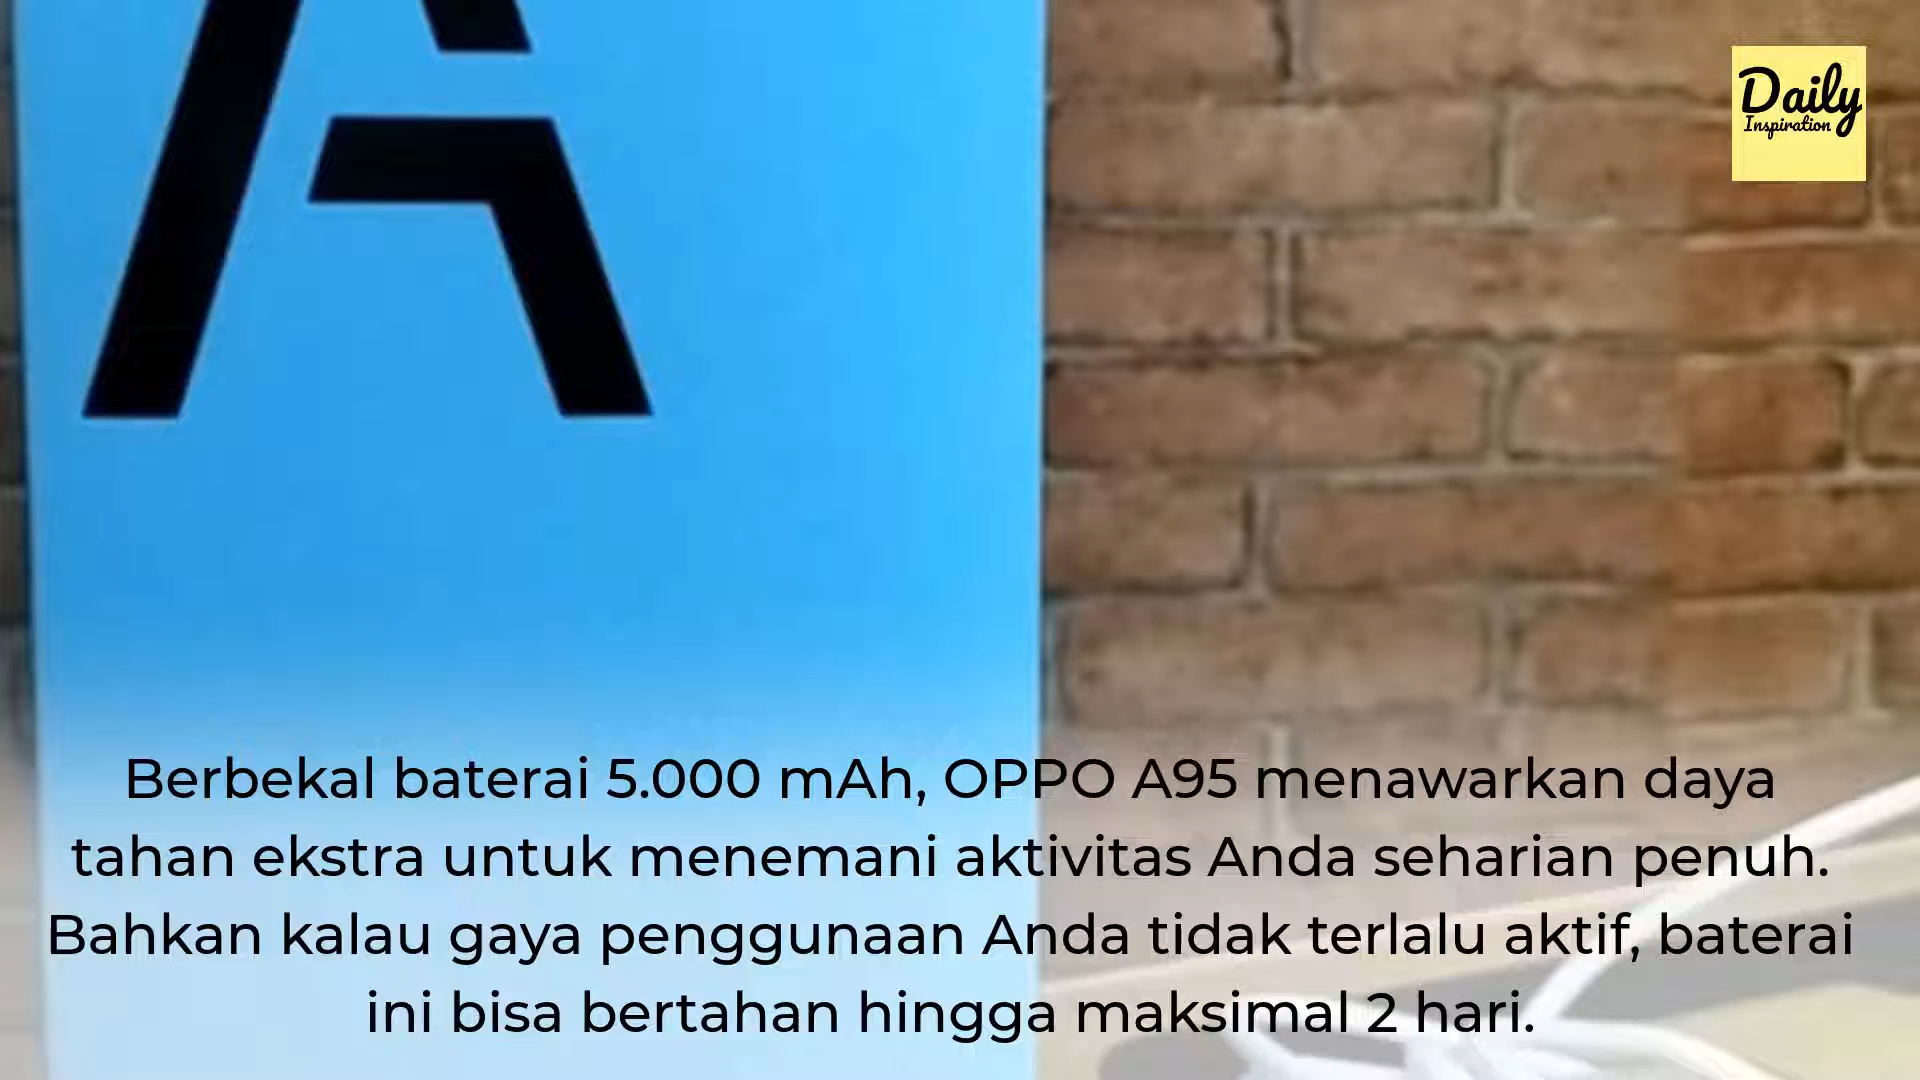 A
Daily
Inspiration
Berbekal baterai 5.000 mAh, OPPO A95 menawarkan daya
tahan ekstra untuk menemani aktivitas Anda seharian penuh.
Bahkan kalau gaya penggunaan Anda tidak terlalu aktif, baterai
ini bisa bertahan hingga maksimal 2 hari.